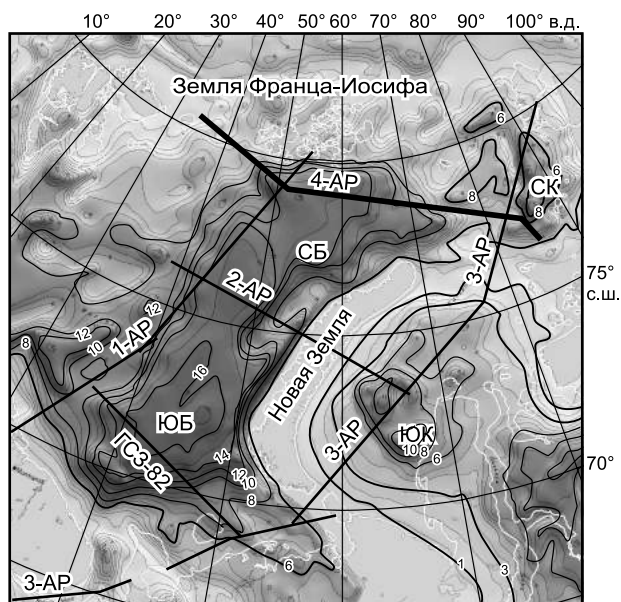 10° 20° 30° 40° 50° 60° 70° 80° 90° 100° в.д.
Земля Франца-Иосифа
6
6
4-АР
8
СК
8
СБ
3-АР
75°
с.ш.
2-АР
12
12
8
10
1-АР
Новая Земля
16
ЮБ
3-АР
ЮК
10 8 6
ГСЗ-82
14
12
10
8
70°
6
1
3
3-АР